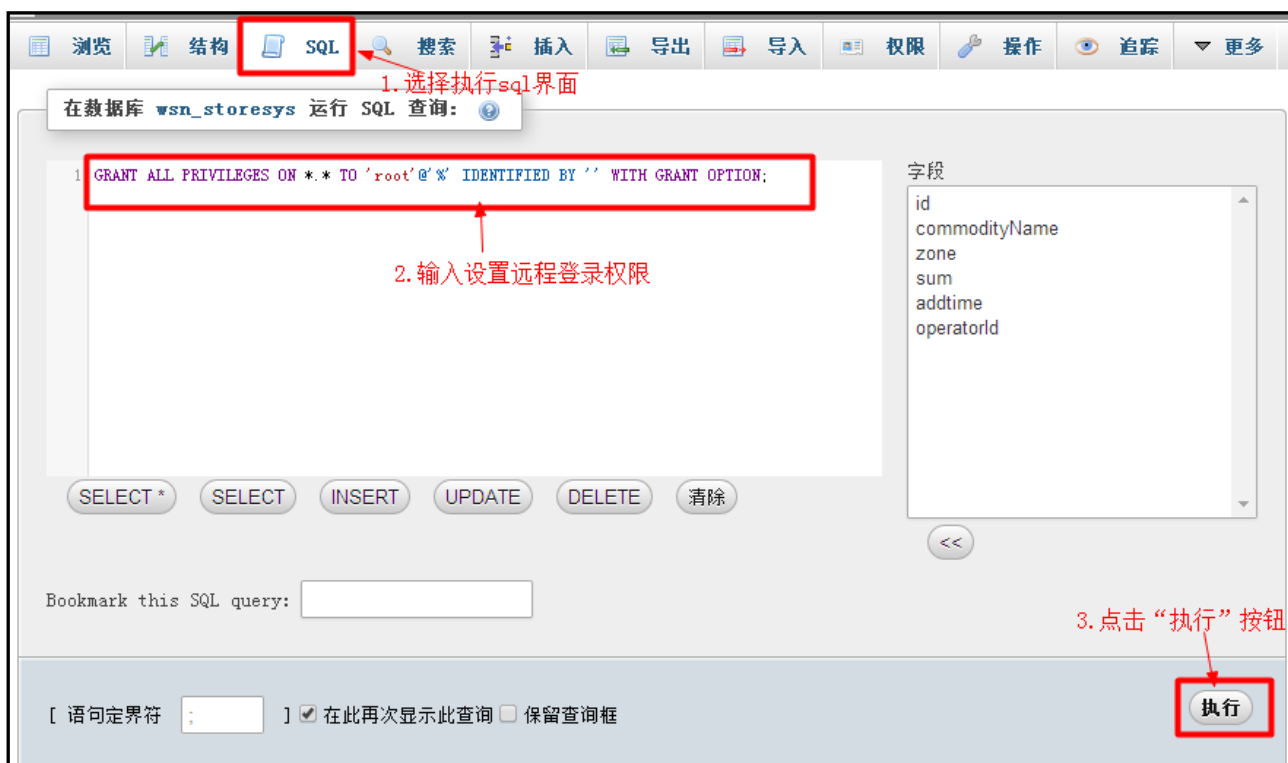 浏览 结构 SQL 搜索 插入 导出 导入 权限 操作 追踪 更多
1.选择执行sql界面
在数据库 wsn_storesys 运行 SQL 查询:
1 GRANT ALL PRIVILEGES ON *.* TO 'root'@'%' IDENTIFIED BY '' WITH GRANT OPTION;
2.输入设置远程登录权限
字段
id
commodityName
zone
sum
addtime
operatorId
SELECT * SELECT INSERT UPDATE DELETE 清除
<<
Bookmark this SQL query:
3.点击“执行”按钮
[ 语句定界符 ; ] 在此再次显示此查询 保留查询框
执行